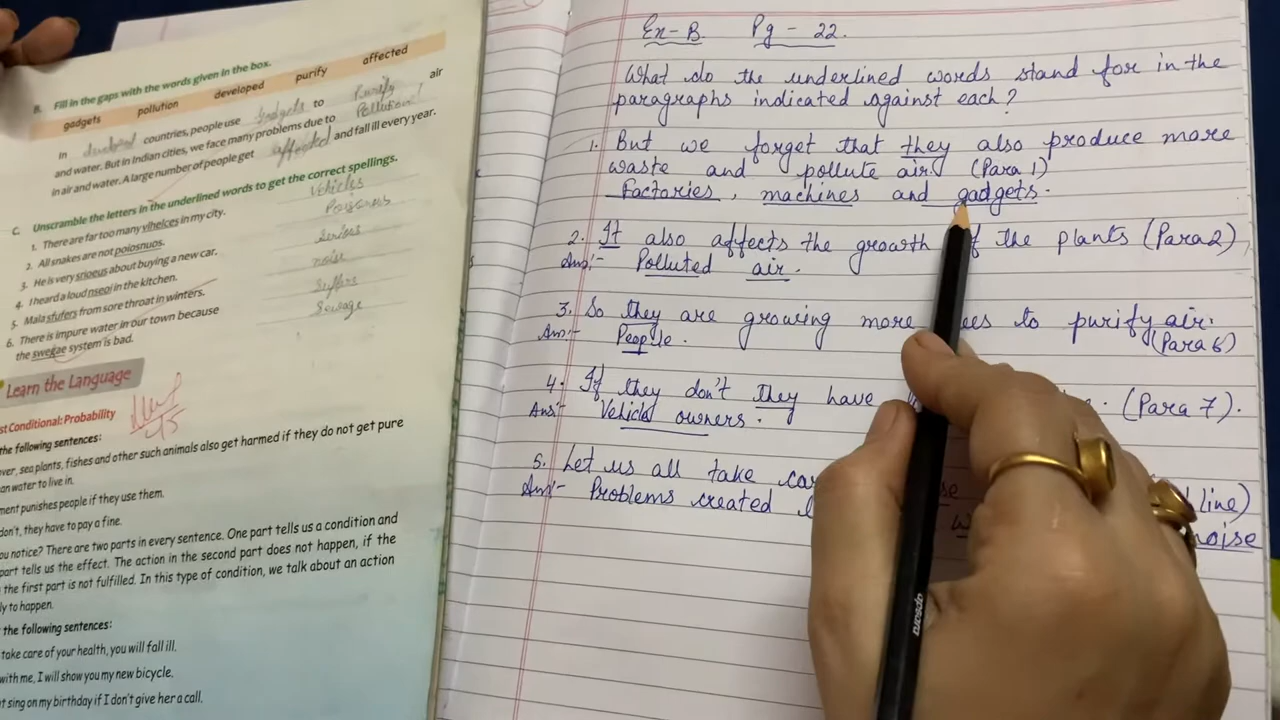 B. Fill in the gaps with the words given in the box.
gadgets pollution developed purify affected
In developed countries, people use gadgets to purify air
and water. But in Indian cities, we face many problems due to Pollution
in air and water. A large number of people get affected and fall ill every year.
C. Unscramble the letters in the underlined words to get the correct spellings.
1. There are far too many vihelces in my city. Vehicles
2. All snakes are not poiosnuos.
3. He is very srioeus about buying a new car. Serious
4. I heard a loud nseoi in the kitchen. noise
5. Mala stufers from sore throat in winters. Suffers
6. There is impure water in our town because Sewage
the swegae system is bad.
Learn the Language
st Conditional: Probability
the following sentences:
ver, sea plants, fishes and other such animals also get harmed if they do not get pure
an water to live in.
ment punishes people if they use them.
don't, they have to pay a fine.
ou notice? There are two parts in every sentence. One part tells us a condition and
part tells us the effect. The action in the second part does not happen, if the
the first part is not fulfilled. In this type of condition, we talk about an action
ly to happen.
the following sentences:
take care of your health, you will fall ill.
with me, I will show you my new bicycle.
t sing on my birthday if I don't give her a call.
Ex-B. Pg - 22.
What do the underlined words stand for in the
paragraphs indicated against each?
1. But we forget that they also produce more
waste and pollute air. (Para 1)
Factories, machines and gadgets.
2. It also affects the growth of the plants (Para 2)
Ans:- Polluted air.
3. So they are growing more to purify air.
(Para 6)
Ans:- People.
4. If they don't they have (Para 7).
Ans:- Vehicle owners.
5. Let us all take line)
Ans:- Problems created noise
apsara